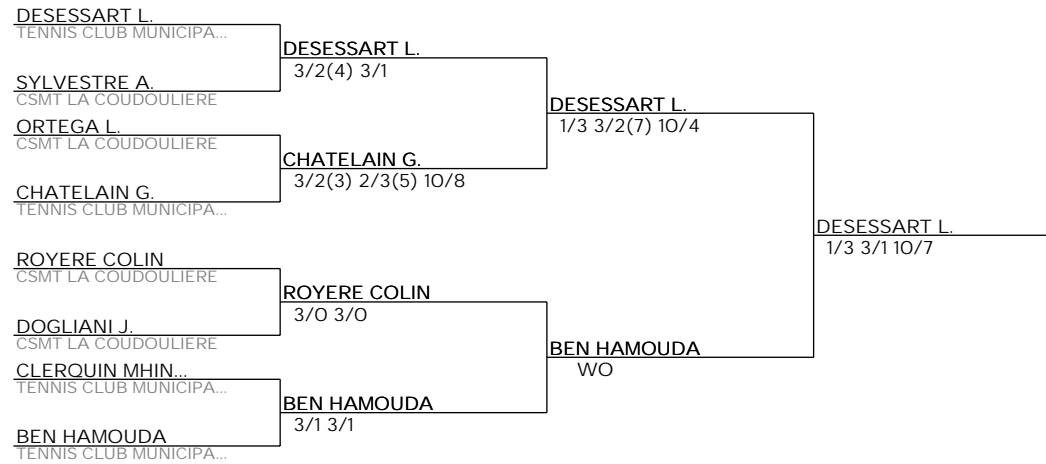 DESESSART L.
TENNIS CLUB MUNICIPA...
SYLVESTRE A.
CSMT LA COUDOULIERE
ORTEGA L.
CSMT LA COUDOULIERE
CHATELAIN G.
TENNIS CLUB MUNICIPA...
ROYERE COLIN
CSMT LA COUDOULIERE
DOGLIANI J.
CSMT LA COUDOULIERE
CLERQUIN MHIN...
TENNIS CLUB MUNICIPA...
BEN HAMOUDA
TENNIS CLUB MUNICIPA...
DESESSART L.
3/2(4) 3/1
CHATELAIN G.
3/2(3) 2/3(5) 10/8
ROYERE COLIN
3/0 3/0
BEN HAMOUDA
3/1 3/1
DESESSART L.
1/3 3/2(7) 10/4
BEN HAMOUDA
WO
DESESSART L.
1/3 3/1 10/7